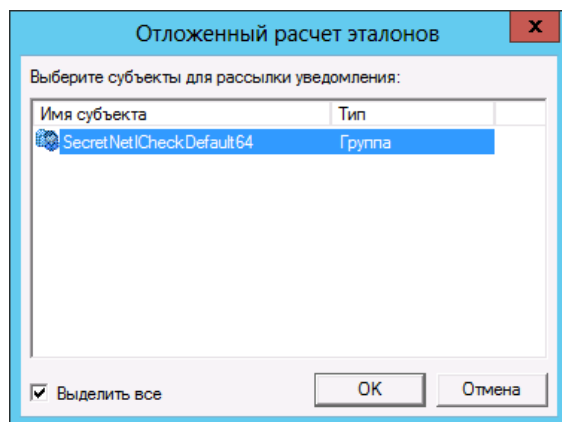 Отложенный расчет эталонов
x
Выберите субъекты для рассылки уведомления:
Имя субъекта Тип
SecretNetICheckDefault64 Группа
Выделить все OK Отмена